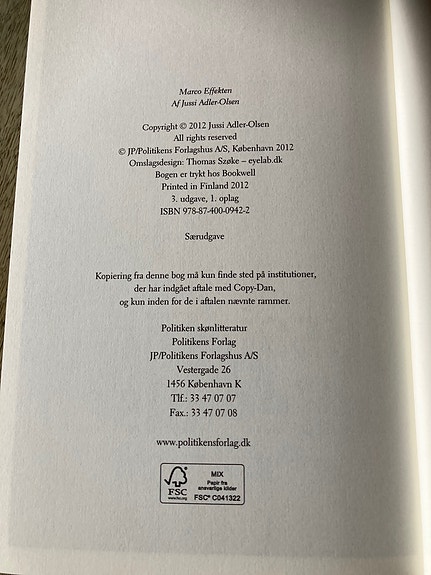 Marco Effekten
Af Jussi Adler-Olsen
Copyright © 2012 Jussi Adler-Olsen
All rights reserved
© JP/Politikens Forlagshus A/S, København 2012
Omslagsdesign: Thomas Szøke – eyelab.dk
Bogen er trykt hos Bookwell
Printed in Finland 2012
3. udgave, 1. oplag
ISBN 978-87-400-0942-2
Særudgave
Kopiering fra denne bog må kun finde sted på institutioner,
der har indgået aftale med Copy-Dan,
og kun inden for de i aftalen nævnte rammer.
Politiken skønlitteratur
Politikens Forlag
JP/Politikens Forlagshus A/S
Vestergade 26
1456 København K
Tlf.: 33 47 07 07
Fax.: 33 47 07 08
www.politikensforlag.dk
FSC
www.fsc.org
MIX
Papir fra
ansvarlige kilder
FSC® C041322